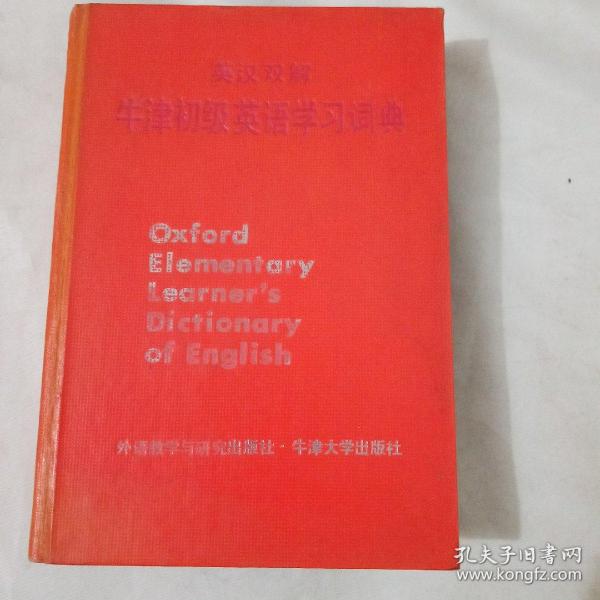 英汉双解
牛津初级英语学习词典
Oxford
Elementary
Learner's
Dictionary
of English
外语教学与研究出版社·牛津大学出版社
孔夫子旧书网
www.kongfz.com